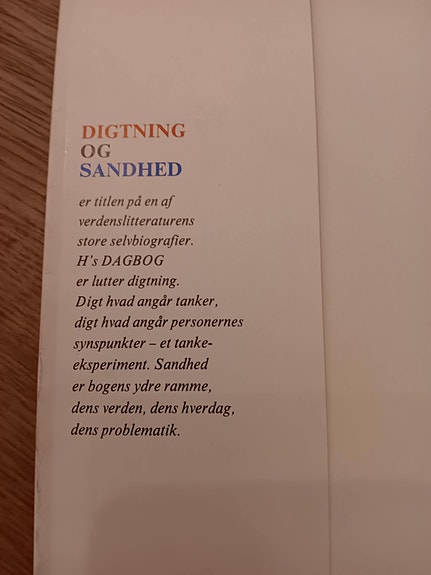 DIGTNING
OG
SANDHED
er titlen på en af
verdenslitteraturens
store selvbiografier.
H's DAGBOG
er lutter digtning.
Digt hvad angår tanker,
digt hvad angår personernes
synspunkter – et tanke-
eksperiment. Sandhed
er bogens ydre ramme,
dens verden, dens hverdag,
dens problematik.